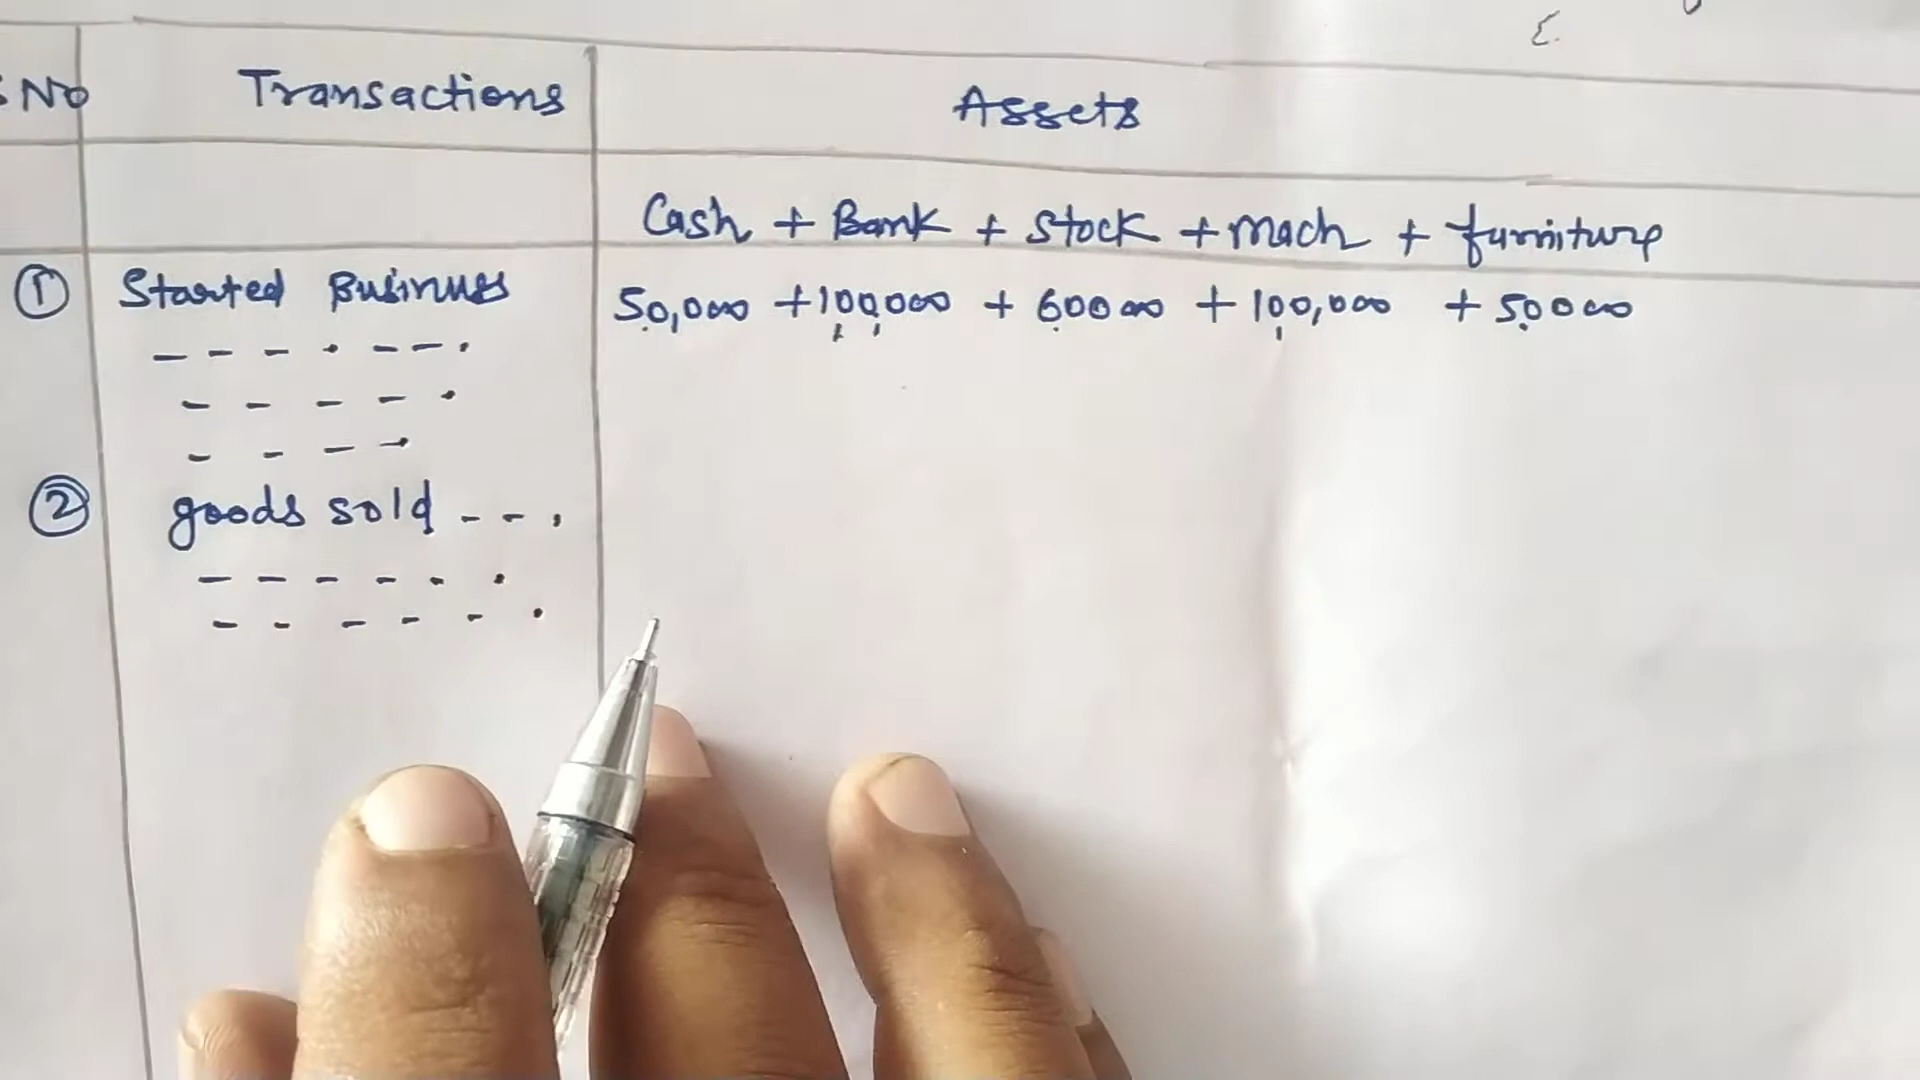 S No Transactions Assets
Cash + Bank + Stock + Mach + furniture
① Started Business 50,000 + 100,000 + 60000 + 100,000 + 50000
- - - - - - -
- - - - -
- - - -
② goods sold - - -
- - - - - -
- - - - - -